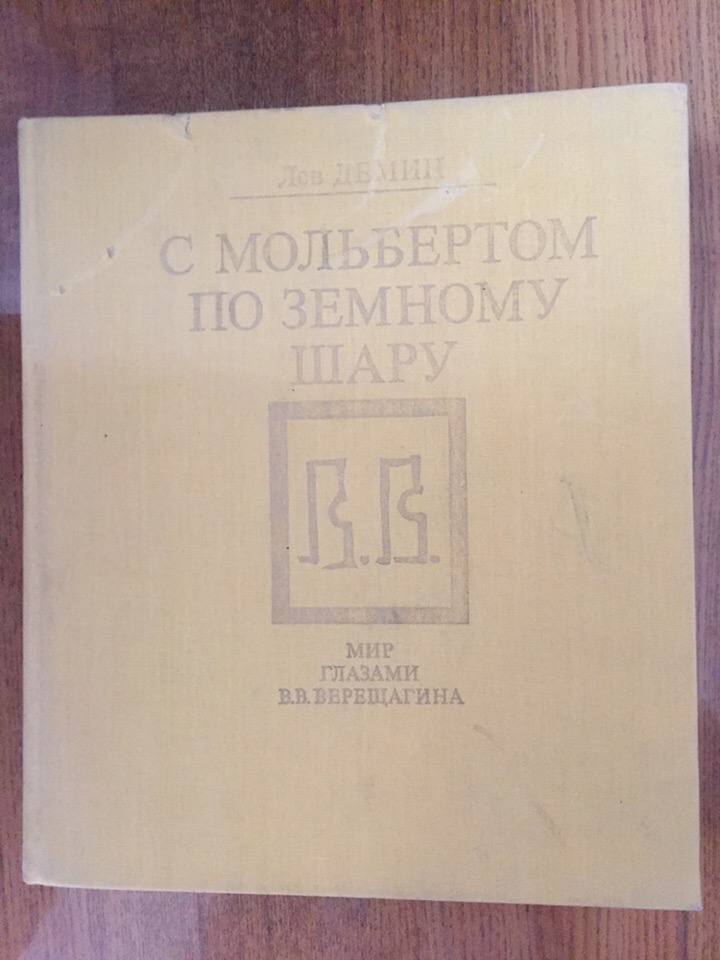 Лев ДЕМИН
С МОЛЬБЕРТОМ
ПО ЗЕМНОМУ
ШАРУ
В.В.
МИР
ГЛАЗАМИ
В.В.ВЕРЕЩАГИНА